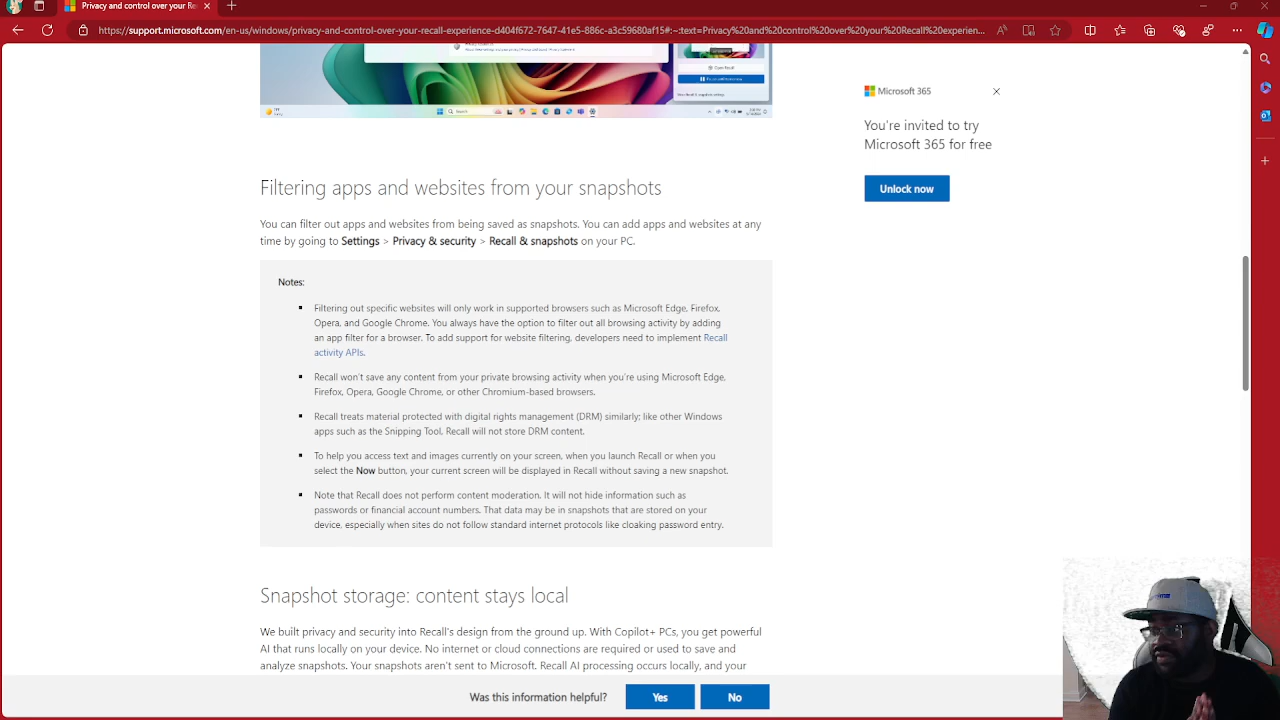 Privacy and control over your Re
https://support.microsoft.com/en-us/windows/privacy-and-control-over-your-recall-experience-d404f672-7647-41e5-886c-a3c59680af15#:~:text=Privacy%20and%20control%20over%20your%20Recall%20experien...
Search
Microsoft 365
You're invited to try
Microsoft 365 for free
Unlock now
Filtering apps and websites from your snapshots
You can filter out apps and websites from being saved as snapshots. You can add apps and websites at any
time by going to Settings > Privacy & security > Recall & snapshots on your PC.
Notes:
▪ Filtering out specific websites will only work in supported browsers such as Microsoft Edge, Firefox,
Opera, and Google Chrome. You always have the option to filter out all browsing activity by adding
an app filter for a browser. To add support for website filtering, developers need to implement Recall
activity APIs.
▪ Recall won't save any content from your private browsing activity when you're using Microsoft Edge,
Firefox, Opera, Google Chrome, or other Chromium-based browsers.
▪ Recall treats material protected with digital rights management (DRM) similarly; like other Windows
apps such as the Snipping Tool, Recall will not store DRM content.
▪ To help you access text and images currently on your screen, when you launch Recall or when you
select the Now button, your current screen will be displayed in Recall without saving a new snapshot.
▪ Note that Recall does not perform content moderation. It will not hide information such as
passwords or financial account numbers. That data may be in snapshots that are stored on your
device, especially when sites do not follow standard internet protocols like cloaking password entry.
Snapshot storage: content stays local
We built privacy and security into Recall's design from the ground up. With Copilot+ PCs, you get powerful
AI that runs locally on your device. No internet or cloud connections are required or used to save and
analyze snapshots. Your snapshots aren't sent to Microsoft. Recall AI processing occurs locally, and your
Was this information helpful?
Yes
No